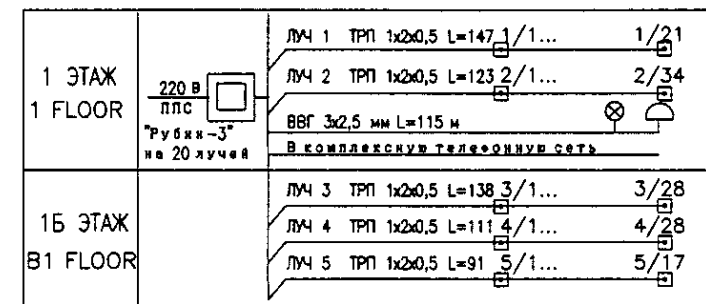 ЛУЧ 1 ТРП 1х2х0,5 L=147 1/1... 1/21
1 ЭТАЖ
1 FLOOR
220 В
ППС
"Рубин-3"
на 20 лучей
ЛУЧ 2 ТРП 1х2х0,5 L=123 2/1... 2/34
ВВГ 3х2,5 мм L=115 м
В комплексную телефонную сеть
1Б ЭТАЖ
B1 FLOOR
ЛУЧ 3 ТРП 1х2х0,5 L=138 3/1... 3/28
ЛУЧ 4 ТРП 1х2х0,5 L=111 4/1... 4/28
ЛУЧ 5 ТРП 1х2х0,5 L=91 5/1... 5/17